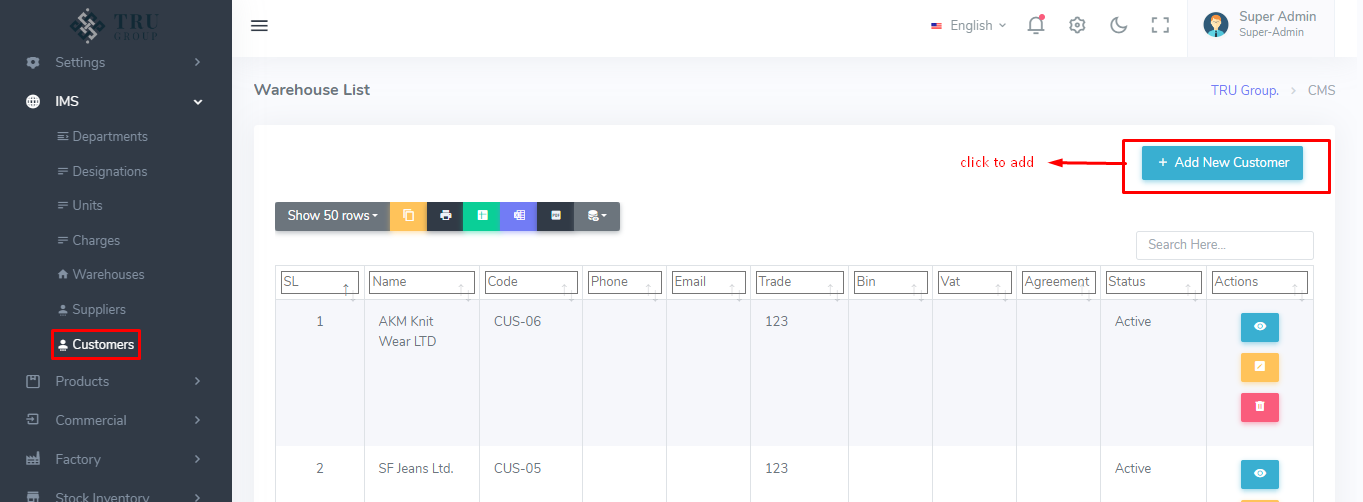 TRU
GROUP
English
Super Admin
Super-Admin
Settings
IMS
Departments
Designations
Units
Charges
Warehouses
Suppliers
Customers
Products
Commercial
Factory
Stock Inventory
Warehouse List
TRU Group. > CMS
click to add
+ Add New Customer
Show 50 rows
Search Here...
SL Name Code Phone Email Trade Bin Vat Agreement Status Actions
1 AKM Knit CUS-06 123 Active
Wear LTD
2 SF Jeans Ltd. CUS-05 123 Active